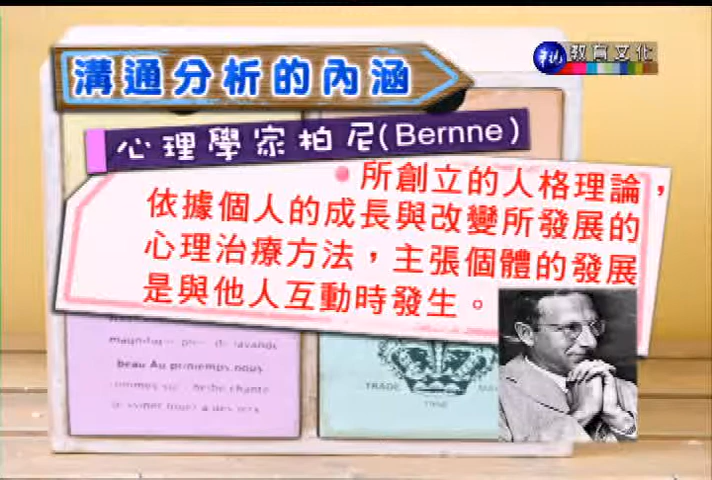 華視 教育文化
溝通分析的內涵
心理學家柏尼(Bernne)
所創立的人格理論，
依據個人的成長與改變所發展的
心理治療方法，主張個體的發展
是與他人互動時發生。
beau Au printemps nous
TRADE